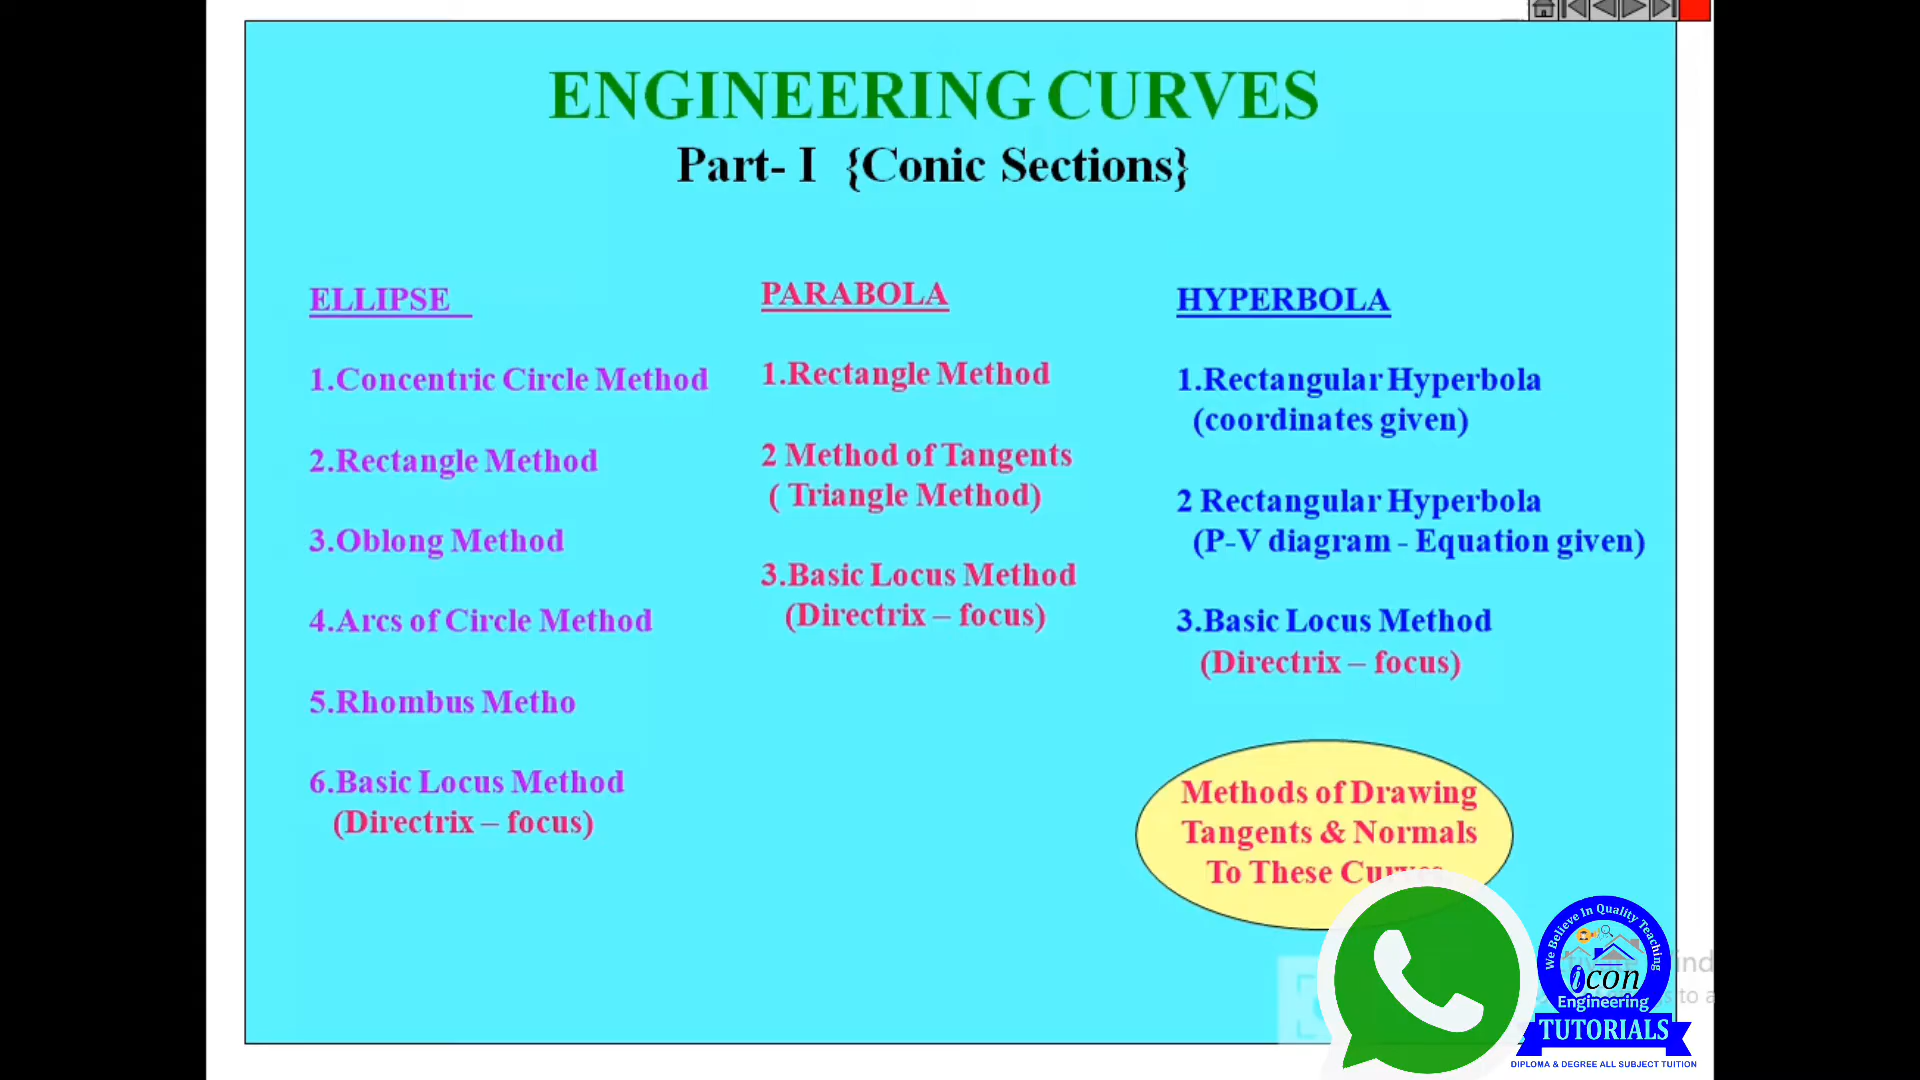 ENGINEERING CURVES
Part- I {Conic Sections}
ELLIPSE
1.Concentric Circle Method
2.Rectangle Method
3.Oblong Method
4.Arcs of Circle Method
5.Rhombus Metho
6.Basic Locus Method
(Directrix – focus)
PARABOLA
1.Rectangle Method
2 Method of Tangents
( Triangle Method)
3.Basic Locus Method
(Directrix – focus)
HYPERBOLA
1.Rectangular Hyperbola
(coordinates given)
2 Rectangular Hyperbola
(P-V diagram - Equation given)
3.Basic Locus Method
(Directrix – focus)
Methods of Drawing
Tangents & Normals
To These Curves
We Believe In Quality Teaching
icon
Engineering
TUTORIALS
DIPLOMA & DEGREE ALL SUBJECT TUITION